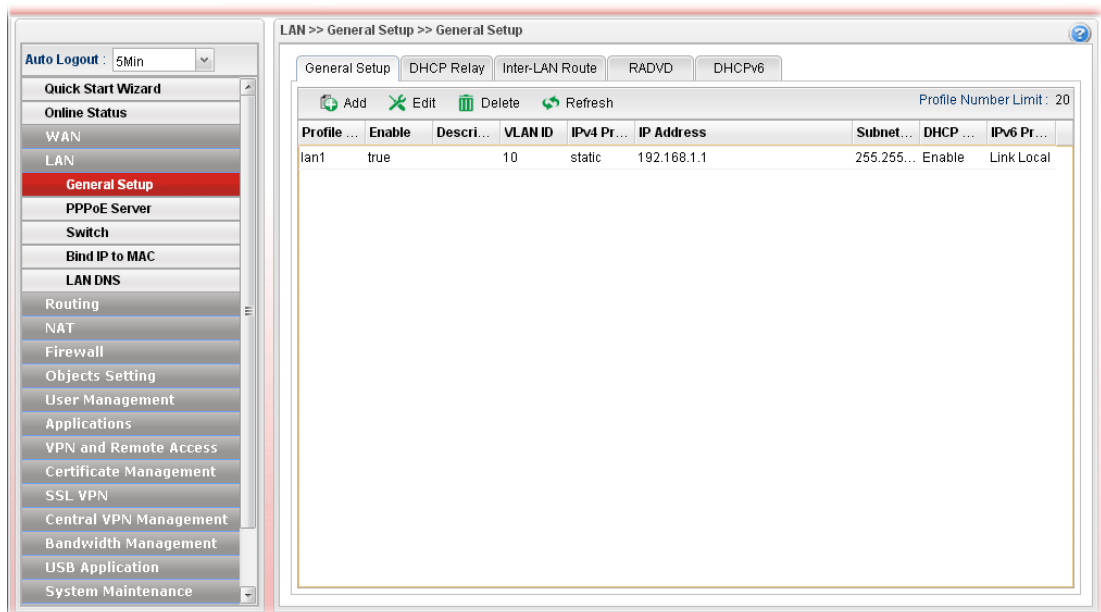 LAN >> General Setup >> General Setup
Auto Logout : 5Min
Quick Start Wizard
Online Status
WAN
LAN
General Setup
PPPoE Server
Switch
Bind IP to MAC
LAN DNS
Routing
NAT
Firewall
Objects Setting
User Management
Applications
VPN and Remote Access
Certificate Management
SSL VPN
Central VPN Management
Bandwidth Management
USB Application
System Maintenance
General Setup DHCP Relay Inter-LAN Route RADVD DHCPv6
Add Edit Delete Refresh Profile Number Limit : 20
Profile ... Enable Descri... VLAN ID IPv4 Pr... IP Address Subnet... DHCP ... IPv6 Pr...
lan1 true 10 static 192.168.1.1 255.255... Enable Link Local